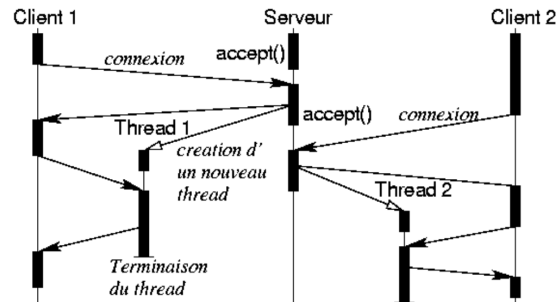 Client 1
Serveur
Client 2
accept()
connexion
accept()
connexion
Thread 1
creation d'
un nouveau
thread
Thread 2
Terminaison
du thread